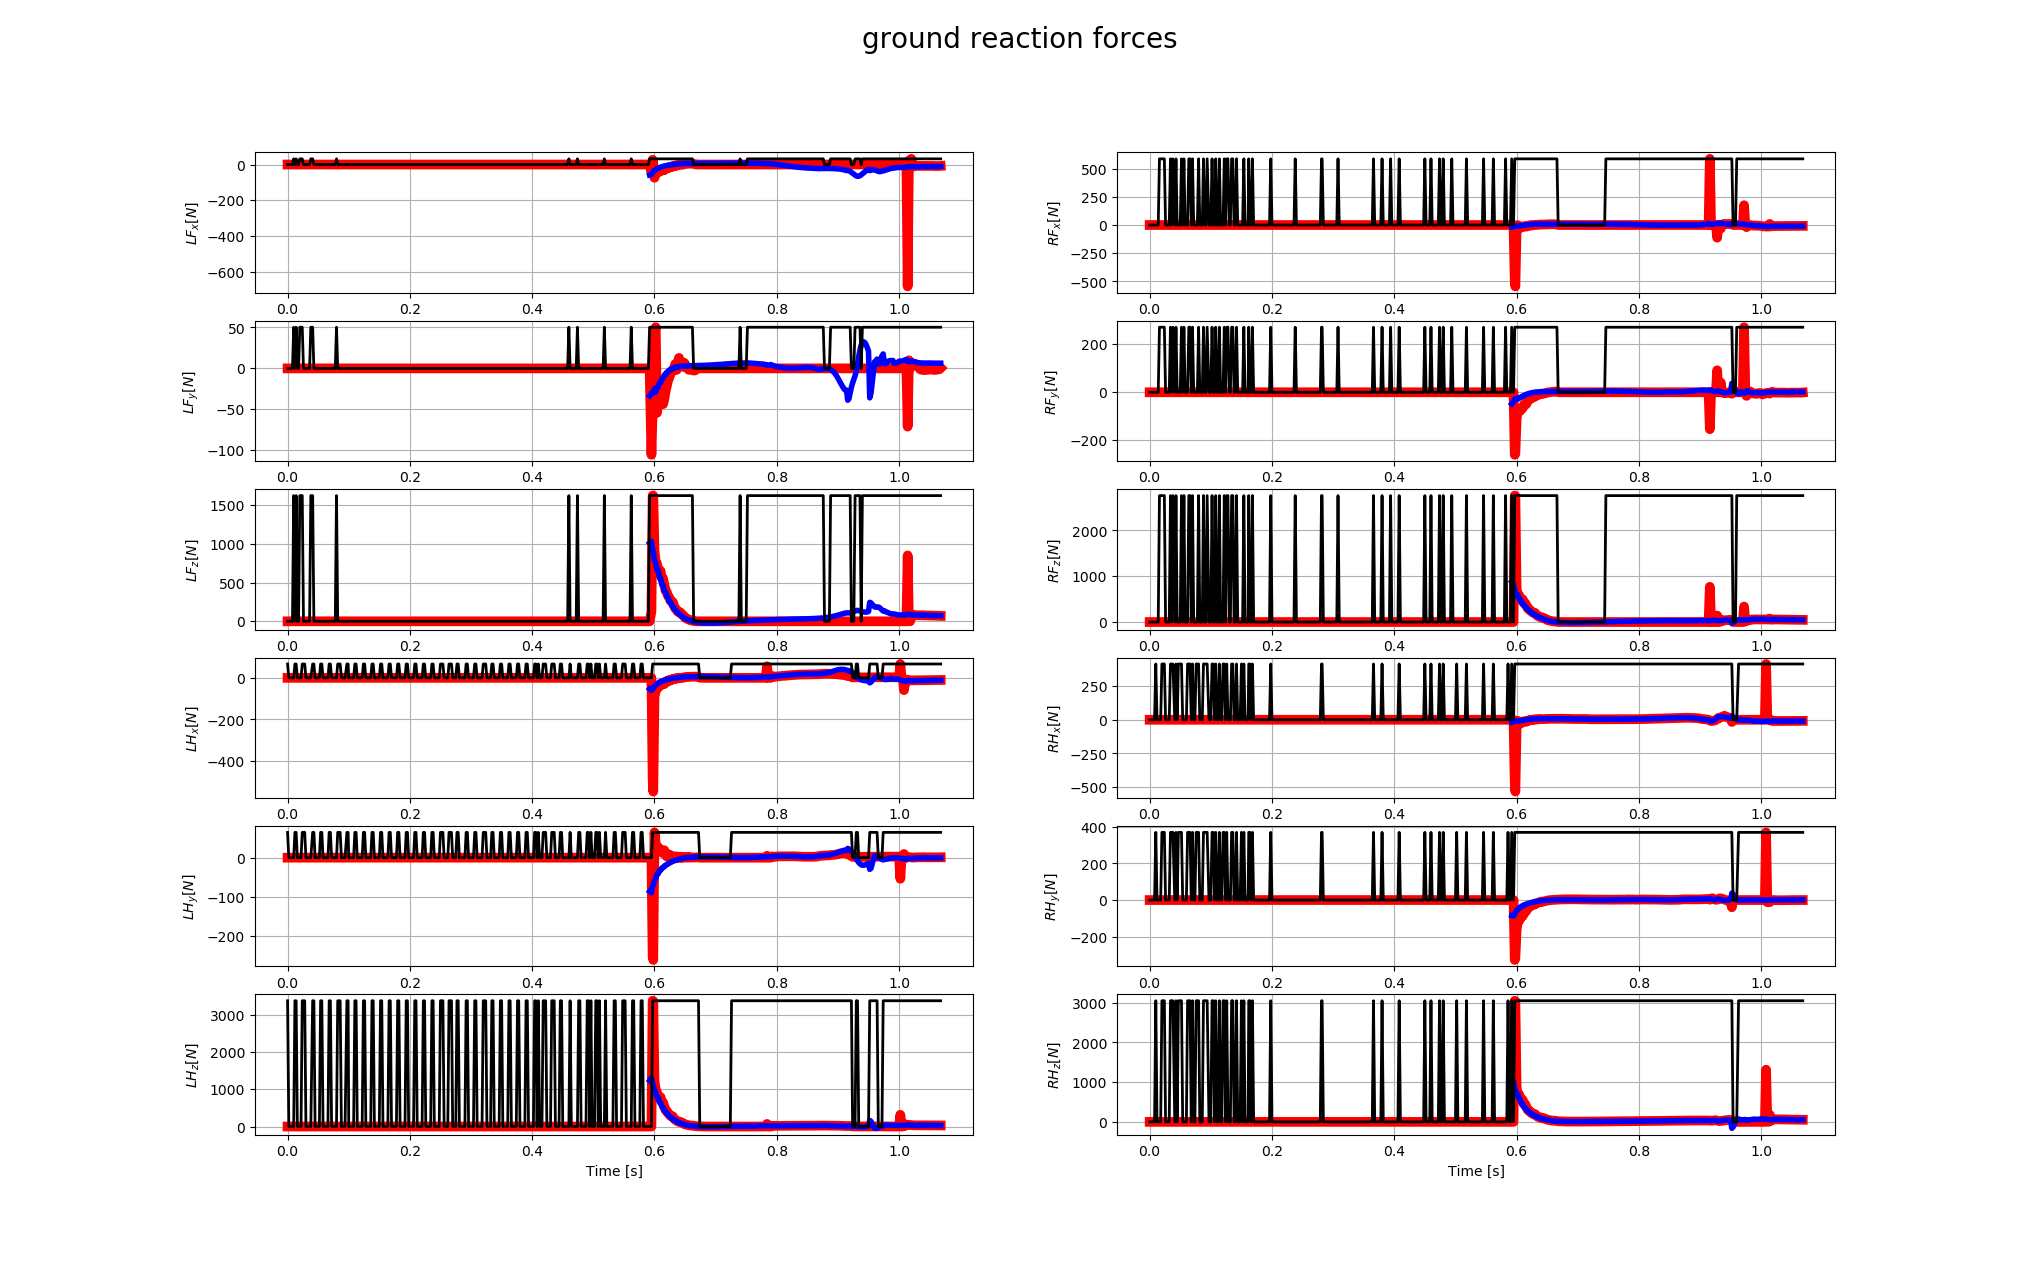 ground reaction forces
LF_x[N]
0
−200
−400
−600
0.0 0.2 0.4 0.6 0.8 1.0
RF_x[N]
500
250
0
−250
−500
0.0 0.2 0.4 0.6 0.8 1.0
LF_y[N]
50
0
−50
−100
0.0 0.2 0.4 0.6 0.8 1.0
RF_y[N]
200
0
−200
0.0 0.2 0.4 0.6 0.8 1.0
LF_z[N]
1500
1000
500
0
0.0 0.2 0.4 0.6 0.8 1.0
RF_z[N]
2000
1000
0
0.0 0.2 0.4 0.6 0.8 1.0
LH_x[N]
0
−200
−400
0.0 0.2 0.4 0.6 0.8 1.0
RH_x[N]
250
0
−250
−500
0.0 0.2 0.4 0.6 0.8 1.0
LH_y[N]
0
−100
−200
0.0 0.2 0.4 0.6 0.8 1.0
RH_y[N]
400
200
0
−200
0.0 0.2 0.4 0.6 0.8 1.0
LH_z[N]
3000
2000
1000
0
0.0 0.2 0.4 0.6 0.8 1.0
Time [s]
RH_z[N]
3000
2000
1000
0
0.0 0.2 0.4 0.6 0.8 1.0
Time [s]